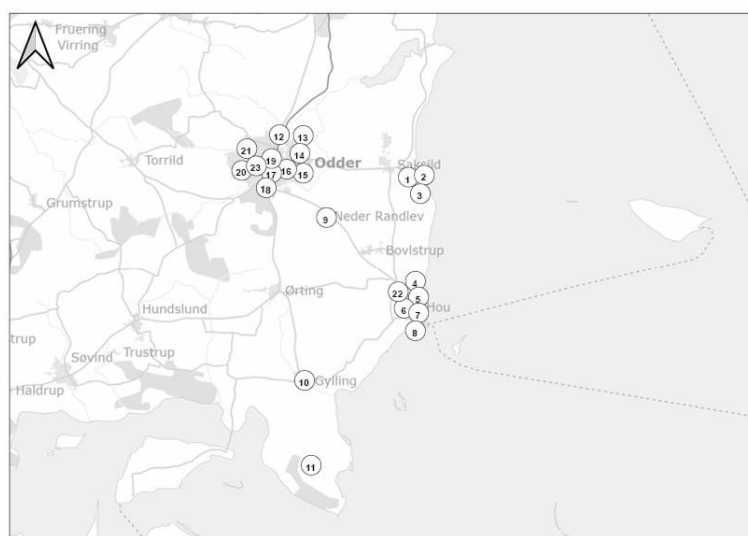 Fruering
Virring
12
13
21
14
19
Odder
Torrild
23
Saksild
20
17
16
15
1
2
18
3
Grumstrup
9
Neder Randlev
Bovlstrup
4
Ørting
22
5
Hundslund
6
7
Hou
trup
8
Søvind
Trustrup
10
Gylling
Haldrup
11